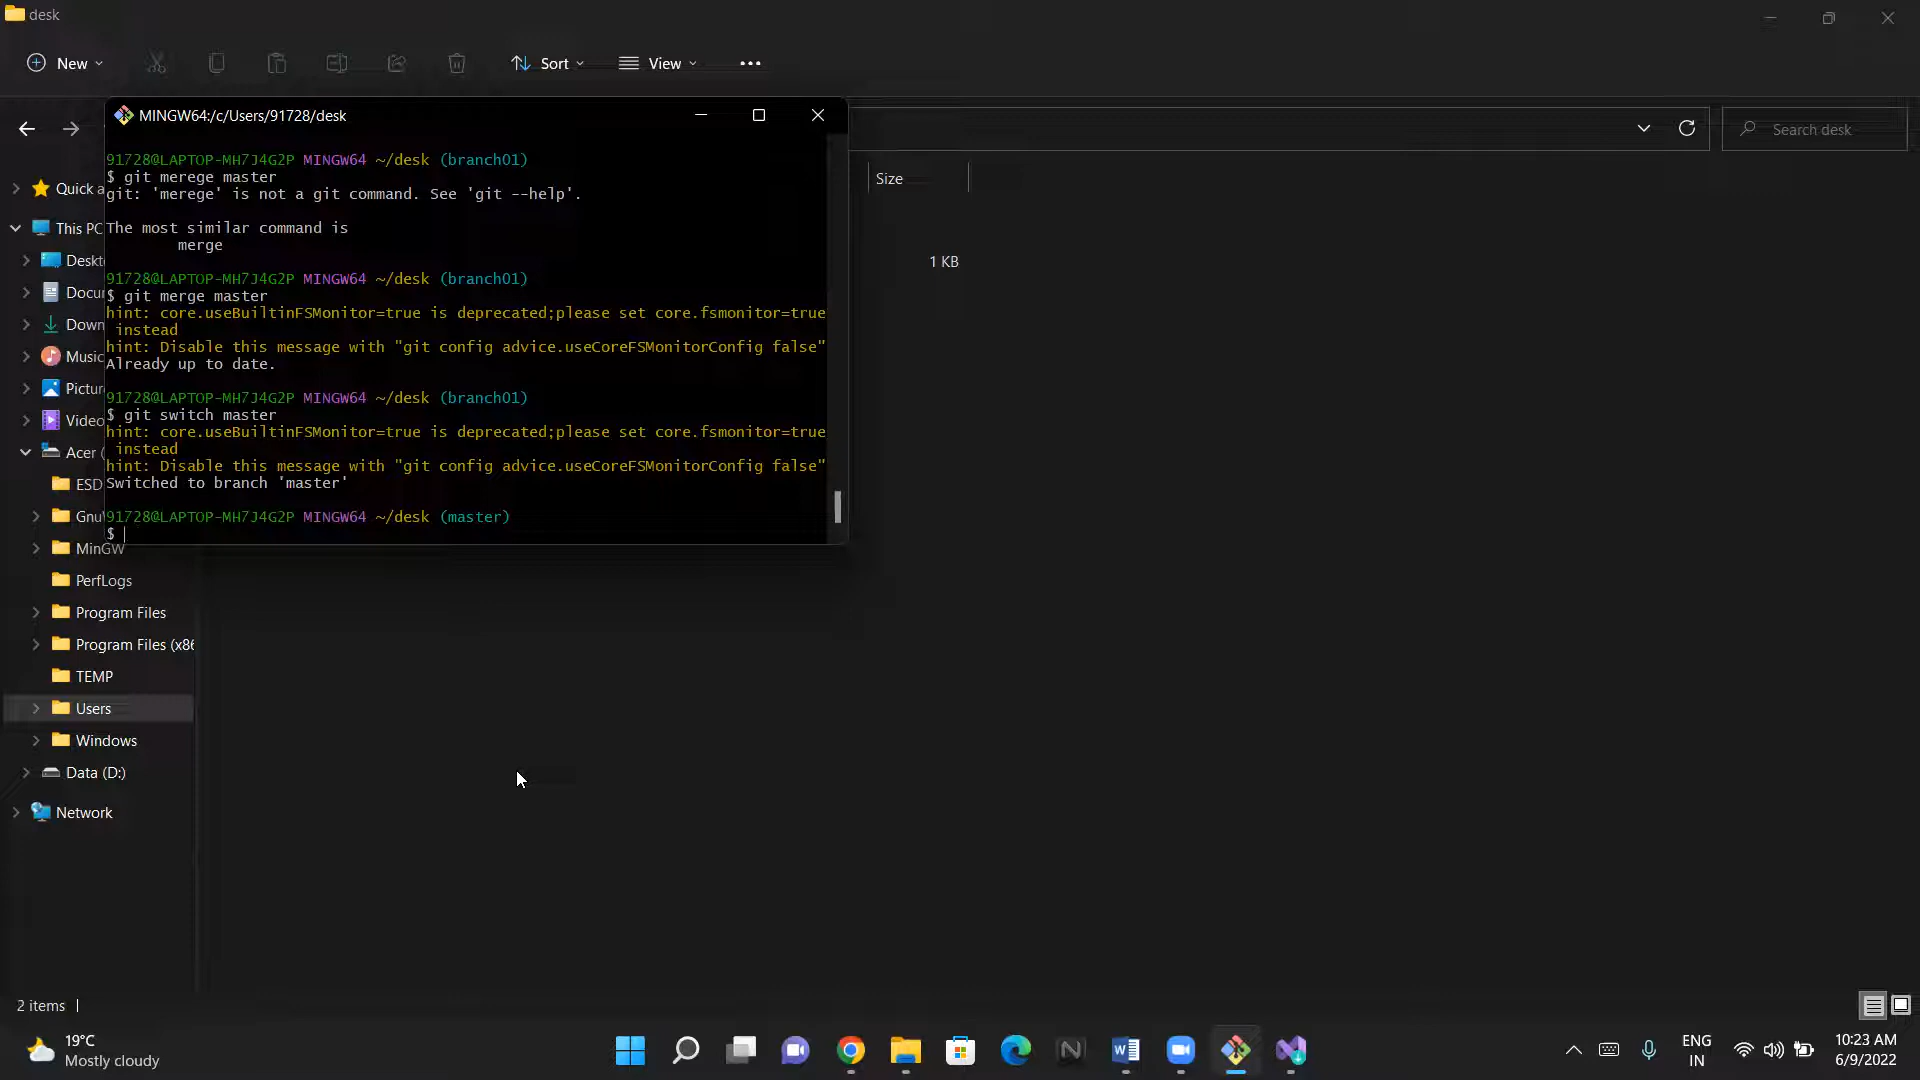 desk
New
Sort
View
MINGW64:/c/Users/91728/desk
Search desk
91728@LAPTOP-MH7J4G2P MINGW64 ~/desk (branch01)
$ git merege master
git: 'merege' is not a git command. See 'git --help'.
The most similar command is
merge
91728@LAPTOP-MH7J4G2P MINGW64 ~/desk (branch01)
$ git merge master
hint: core.useBuiltinFSMonitor=true is deprecated;please set core.fsmonitor=true
instead
hint: Disable this message with "git config advice.useCoreFSMonitorConfig false"
Already up to date.
91728@LAPTOP-MH7J4G2P MINGW64 ~/desk (branch01)
$ git switch master
hint: core.useBuiltinFSMonitor=true is deprecated;please set core.fsmonitor=true
instead
hint: Disable this message with "git config advice.useCoreFSMonitorConfig false"
Switched to branch 'master'
91728@LAPTOP-MH7J4G2P MINGW64 ~/desk (master)
$
Size
1 KB
Quick a
This PC
Deskt
Docu
Down
Music
Pictur
Video
Acer (
ESD
Gnu
MinGW
PerfLogs
Program Files
Program Files (x86
TEMP
Users
Windows
Data (D:)
Network
2 items
19°C
Mostly cloudy
ENG
IN
10:23 AM
6/9/2022